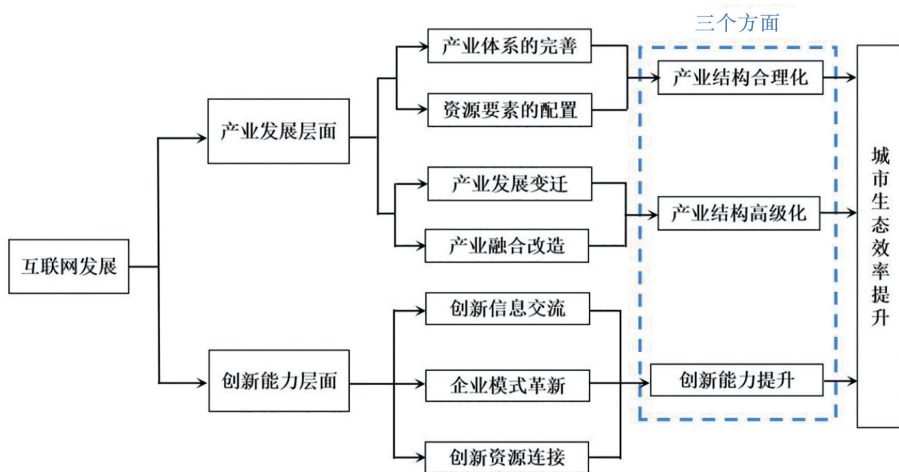 三个方面
产业体系的完善
产业结构合理化
资源要素的配置
产业发展层面
产业发展变迁
产业结构高级化
产业融合改造
互联网发展
创新信息交流
创新能力层面
企业模式革新
创新能力提升
创新资源连接
城市生态效率提升